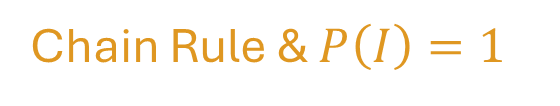 Chain Rule & P(I) = 1